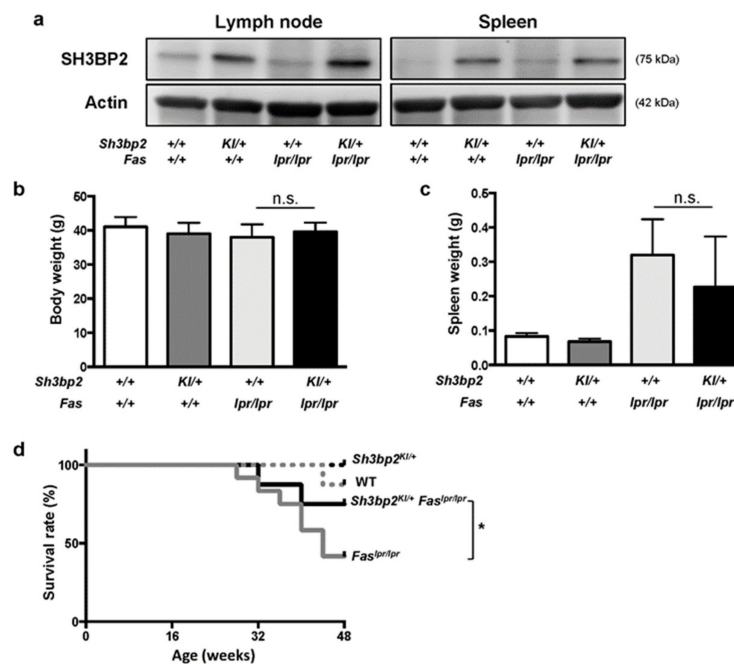 a
Lymph node Spleen
SH3BP2 (75 kDa)
Actin (42 kDa)
Sh3bp2 +/+ KI/+ +/+ KI/+ +/+ KI/+ +/+ KI/+
Fas +/+ +/+ lpr/lpr lpr/lpr +/+ +/+ lpr/lpr lpr/lpr
b
n.s.
Body weight (g)
50
40
30
20
10
0
Sh3bp2 +/+ KI/+ +/+ KI/+
Fas +/+ +/+ lpr/lpr lpr/lpr
c
n.s.
Spleen weight (g)
0.5
0.4
0.3
0.2
0.1
0.0
Sh3bp2 +/+ KI/+ +/+ KI/+
Fas +/+ +/+ lpr/lpr lpr/lpr
d
Survival rate (%)
100
50
0
0 16 32 48
Age (weeks)
Sh3bp2KI/+
WT
Sh3bp2KI/+ Faslpr/lpr
*
Faslpr/lpr